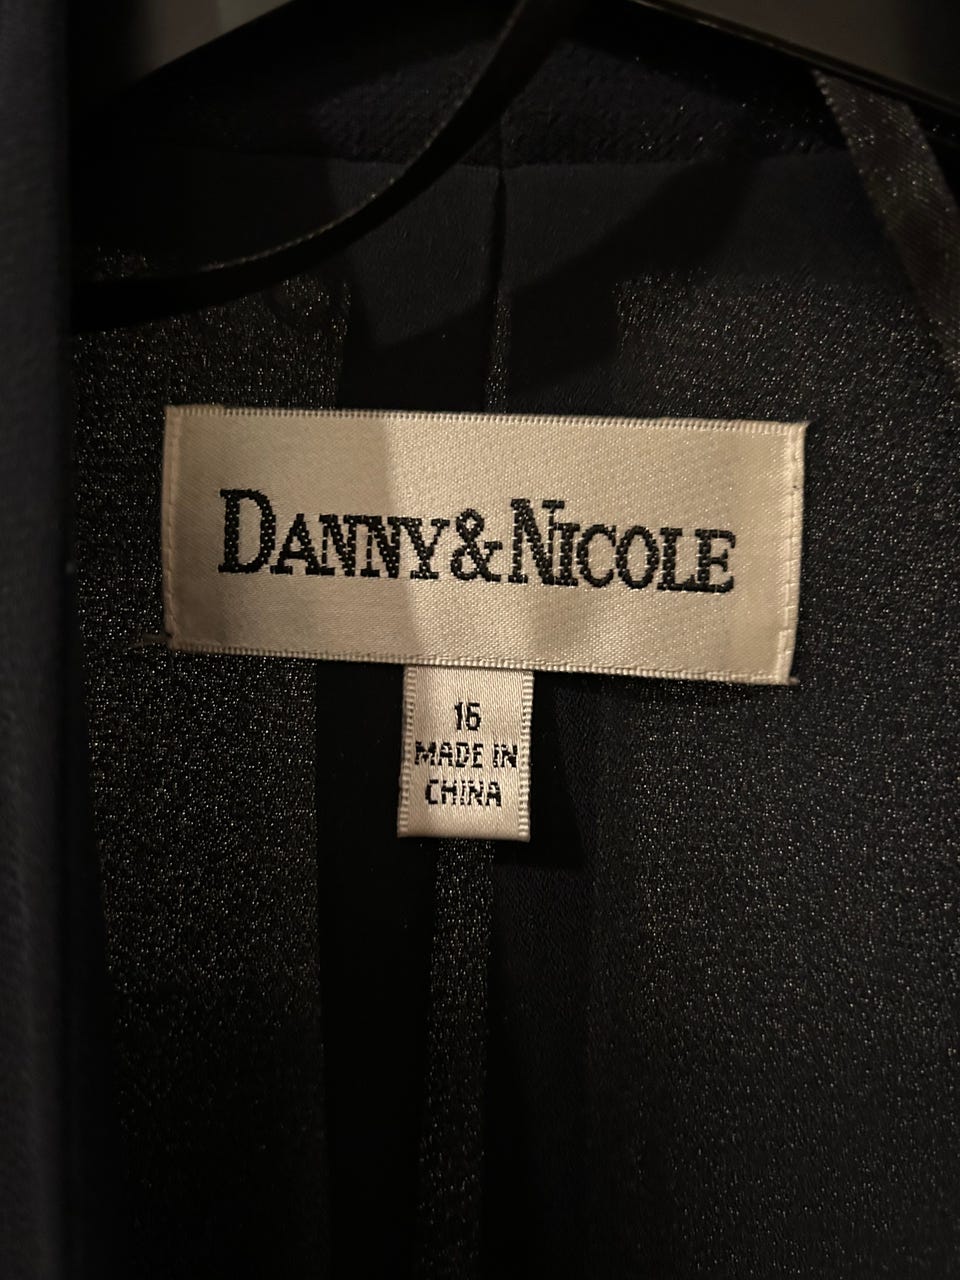 DANNY & NICOLE
16
MADE IN
CHINA